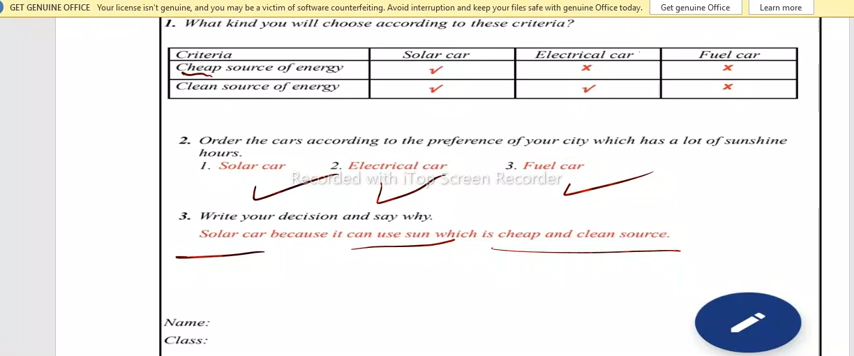 GET GENUINE OFFICE Your license isn't genuine, and you may be a victim of software counterfeiting. Avoid interruption and keep your files safe with genuine Office today. Get genuine Office Learn more
1. What kind you will choose according to these criteria?
Criteria Solar car Electrical car Fuel car
Cheap source of energy ✓ × ×
Clean source of energy ✓ ✓ ×
2. Order the cars according to the preference of your city which has a lot of sunshine
hours.
1. Solar car 2. Electrical car 3. Fuel car
Recorded with iTop Screen Recorder
3. Write your decision and say why.
Solar car because it can use sun which is cheap and clean source.
Name:
Class: